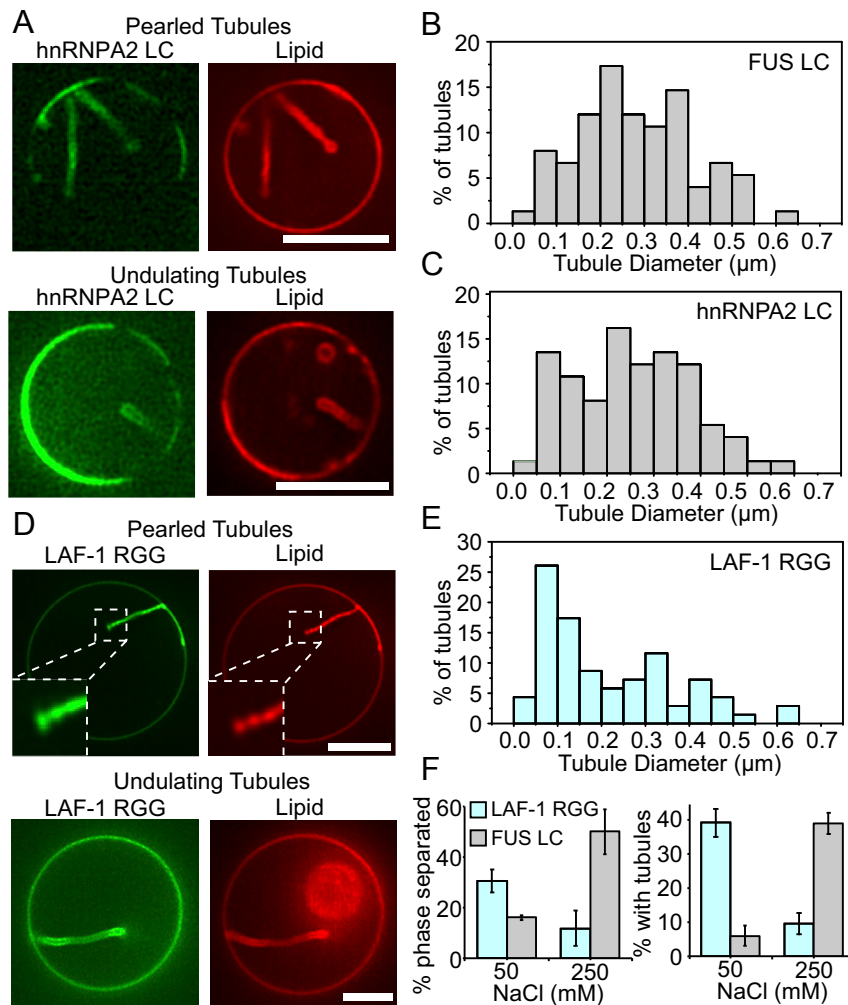 A
Pearled Tubules
hnRNPA2 LC Lipid
Undulating Tubules
hnRNPA2 LC Lipid
B
FUS LC
% of tubules
20
15
10
5
0
0.0 0.1 0.2 0.3 0.4 0.5 0.6 0.7
Tubule Diameter (µm)
C
hnRNPA2 LC
% of tubules
20
15
10
5
0
0.0 0.1 0.2 0.3 0.4 0.5 0.6 0.7
Tubule Diameter (µm)
D
Pearled Tubules
LAF-1 RGG Lipid
Undulating Tubules
LAF-1 RGG Lipid
E
LAF-1 RGG
% of tubules
30
25
20
15
10
5
0
0.0 0.1 0.2 0.3 0.4 0.5 0.6 0.7
Tubule Diameter (µm)
F
LAF-1 RGG
FUS LC
% phase separated
60
40
20
0
50 250
NaCl (mM)
% with tubules
40
30
20
10
0
50 250
NaCl (mM)